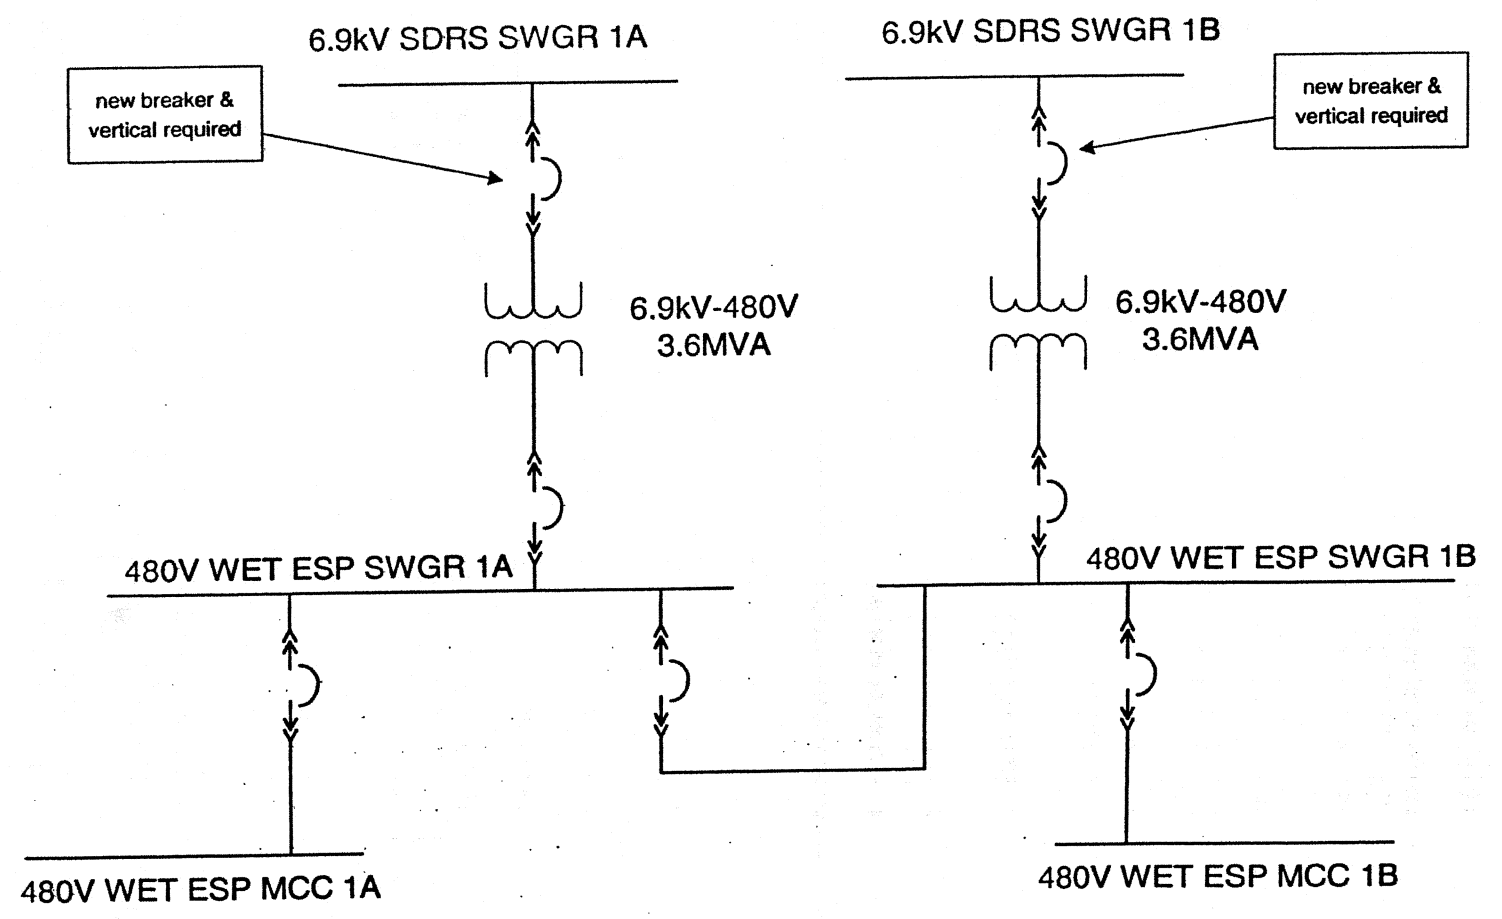 6.9kV SDRS SWGR 1A
6.9kV SDRS SWGR 1B
new breaker &
vertical required
new breaker &
vertical required
6.9kV-480V
3.6MVA
6.9kV-480V
3.6MVA
480V WET ESP SWGR 1A
480V WET ESP SWGR 1B
480V WET ESP MCC 1A
480V WET ESP MCC 1B